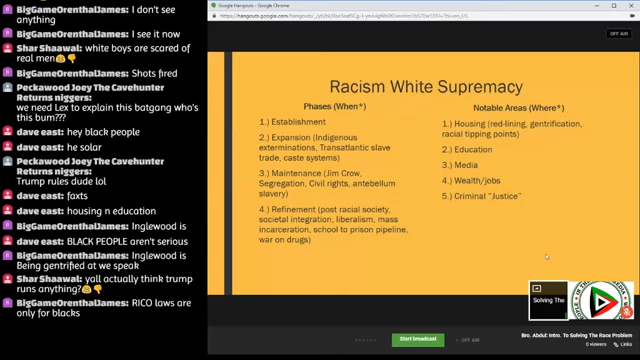 BigGameOrenthalJames: I don't see
anything
BigGameOrenthalJames: I see it now
Shar Shaawal: white boys are scared of
real men
BigGameOrenthalJames: Shots fired
Peckawood Joey The Cavehunter
Returns niggers:
we need Lex to explain this batgang who's
this bum??
dave east: hey black people
dave east: he solar
Peckawood Joey The Cavehunter
Returns niggers:
Trump rules dude lol
dave east: faxts
dave east: housing n education
BigGameOrenthalJames: Inglewood is
dave east: BLACK PEOPLE aren't serious
BigGameOrenthalJames: Inglewood is
Being gentrified at we speak
Shar Shaawal: yall actually think trump
runs anything?
BigGameOrenthalJames: RICO laws are
only for blacks
Google Hangouts - Google Chrome
OFF AIR
Racism White Supremacy
Phases (When*)
1.) Establishment
2.) Expansion (Indigenous
exterminations, Transatlantic slave
trade, caste systems)
3.) Maintenance (Jim Crow,
Segregation, Civil rights, antebellum
slavery)
4.) Refinement (post racial society,
societal integration, liberalism, mass
incarceration, school to prison pipeline,
war on drugs)
Notable Areas (Where*)
1.) Housing (red-lining, gentrification,
racial tipping points)
2.) Education
3.) Media
4.) Wealth/jobs
5.) Criminal "Justice"
Solving The
Start broadcast
OFF AIR
Bro. Abdul: Intro. To Solving The Race Problem
0 viewers
Links